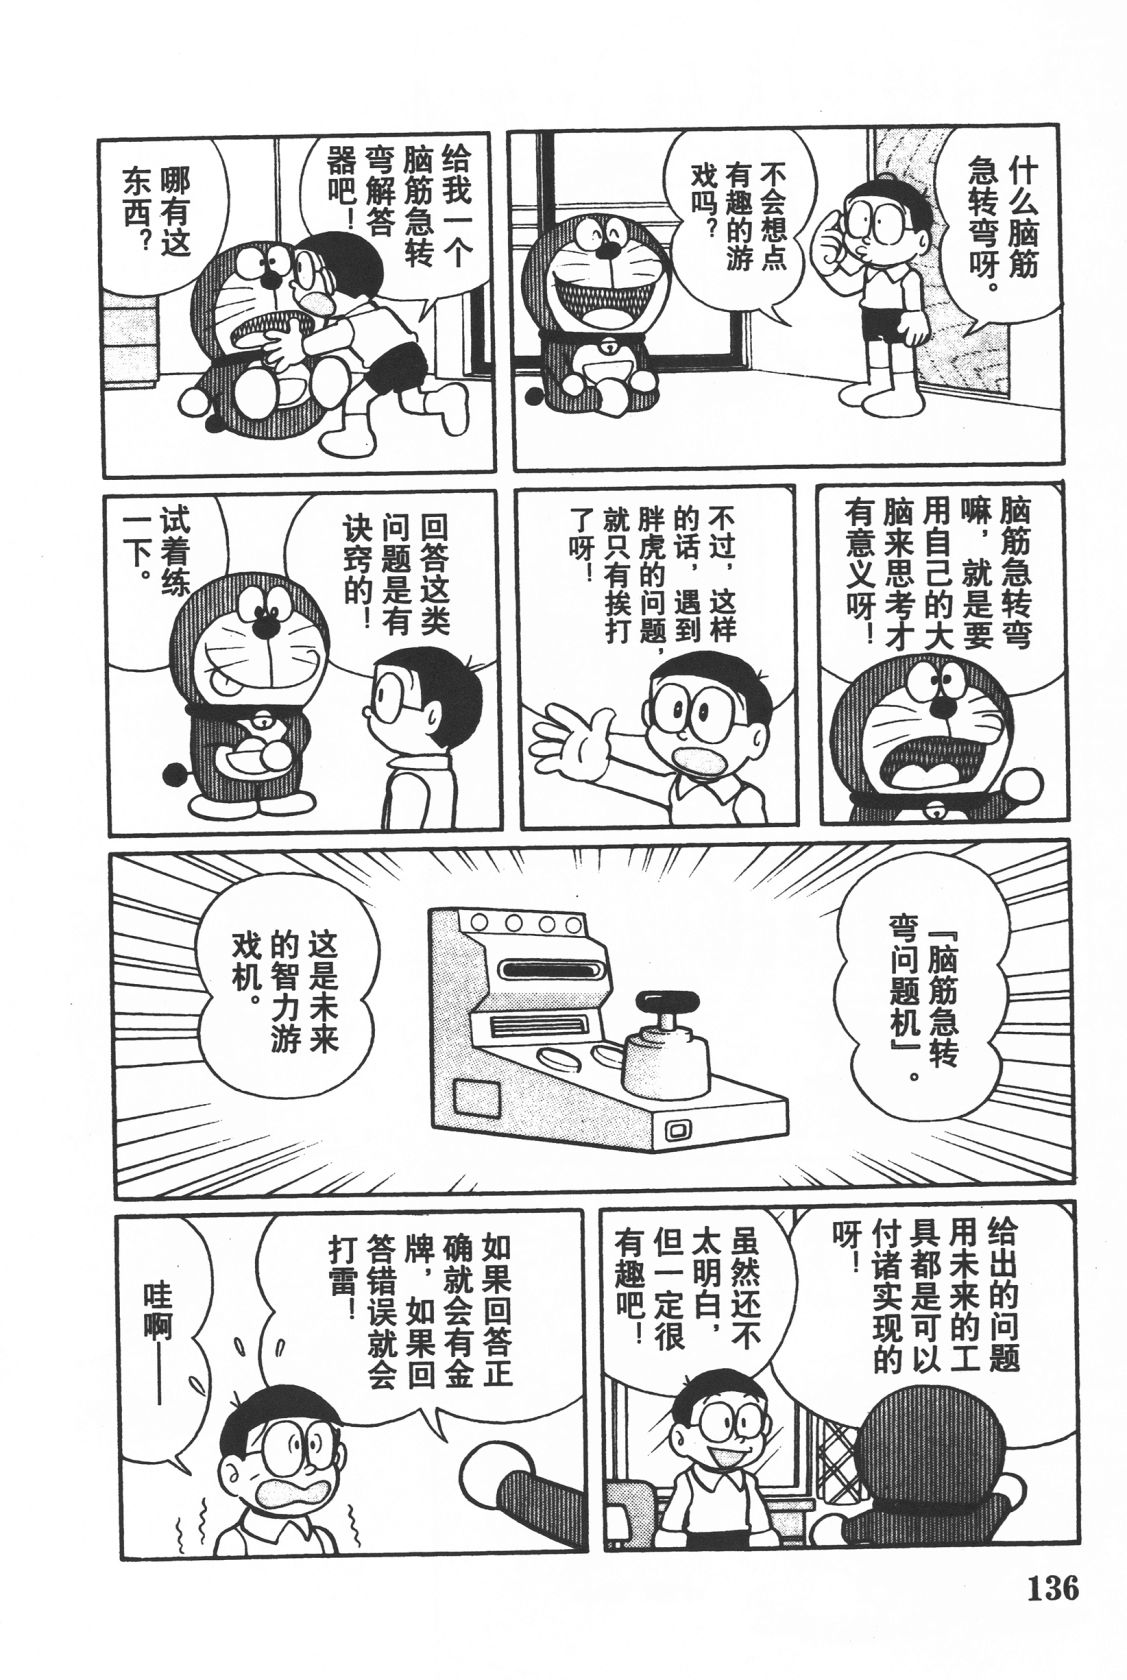 什么脑筋
急转弯呀。
不会想点
有趣的游
戏吗？
给我一个
脑筋急转
弯解答
器吧！
哪有这
东西？
脑筋急转弯
嘛，就是要
用自己的大
脑来思考才
有意义呀！
不过，这样
的话，遇到
胖虎的问题，
就只有挨打
了呀！
回答这类
问题是有
诀窍的！
试着练
一下。
『脑筋急转
弯问题机』。
这是未来
的智力游
戏机。
给出的问题
用未来的工
具都是可以
付诸实现的
呀！
虽然还不
太明白，
但一定很
有趣吧！
如果回答正
确就会有金
牌，如果回
答错误就会
打雷！
哇啊——
136